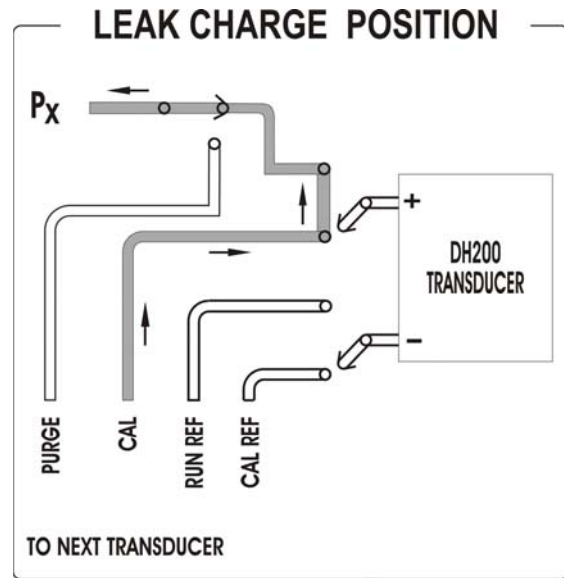 LEAK CHARGE POSITION
PX
+
DH200
TRANSDUCER
-
PURGE
CAL
RUN REF
CAL REF
TO NEXT TRANSDUCER